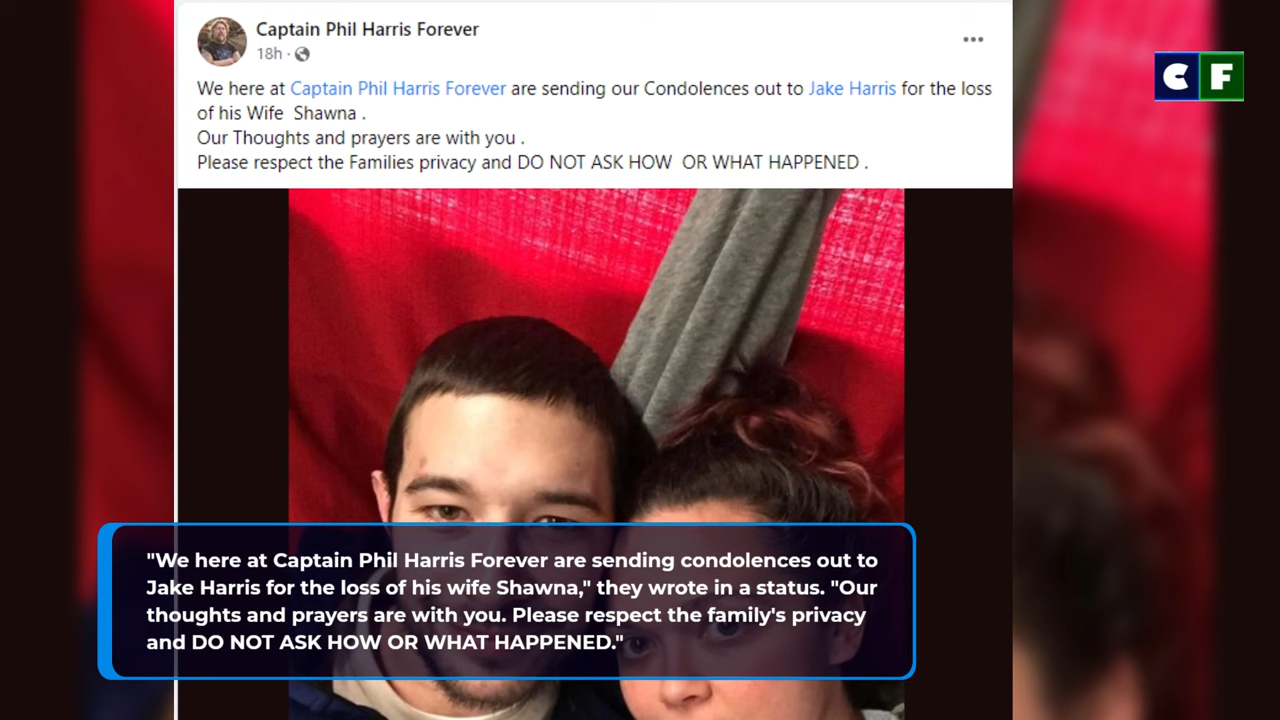 Captain Phil Harris Forever
18h ·
C F
We here at Captain Phil Harris Forever are sending our Condolences out to Jake Harris for the loss
of his Wife  Shawna .
Our Thoughts and prayers are with you .
Please respect the Families privacy and DO NOT ASK HOW  OR WHAT HAPPENED .
"We here at Captain Phil Harris Forever are sending condolences out to
Jake Harris for the loss of his wife Shawna," they wrote in a status. "Our
thoughts and prayers are with you. Please respect the family's privacy
and DO NOT ASK HOW OR WHAT HAPPENED."